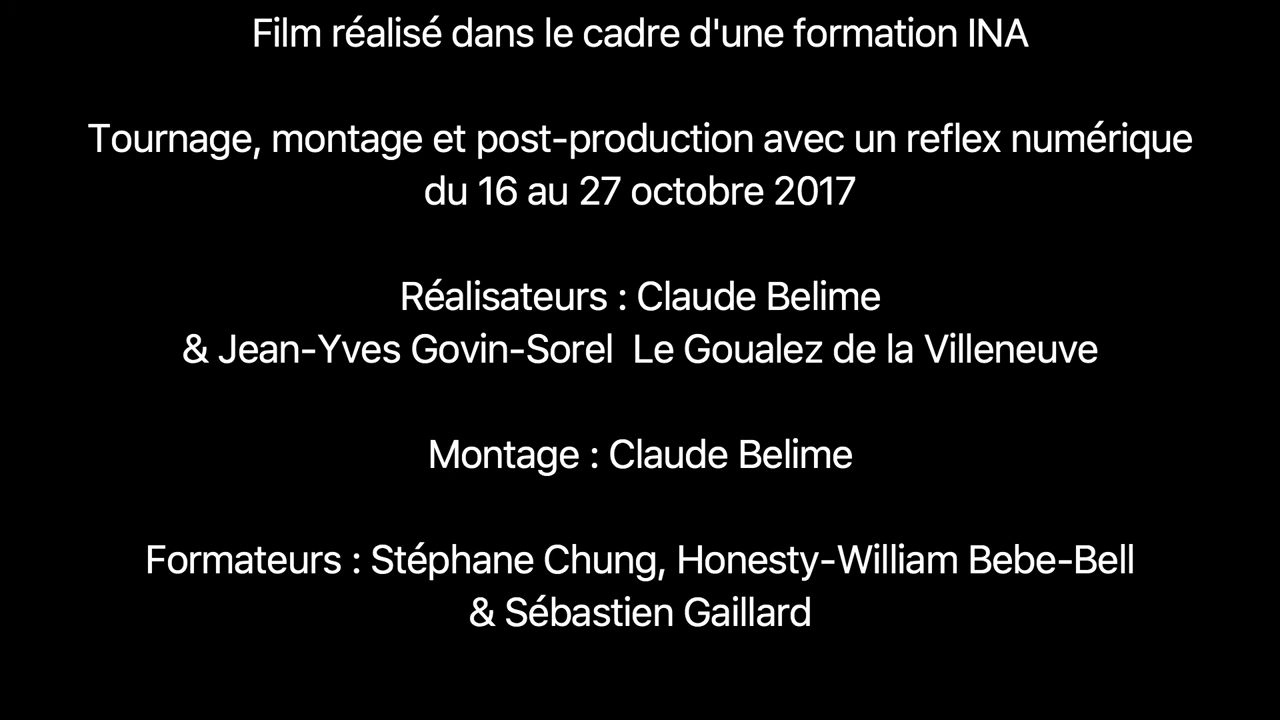 Film réalisé dans le cadre d'une formation INA
Tournage, montage et post-production avec un reflex numérique
du 16 au 27 octobre 2017
Réalisateurs : Claude Belime
& Jean-Yves Govin-Sorel  Le Goualez de la Villeneuve
Montage : Claude Belime
Formateurs : Stéphane Chung, Honesty-William Bebe-Bell
& Sébastien Gaillard